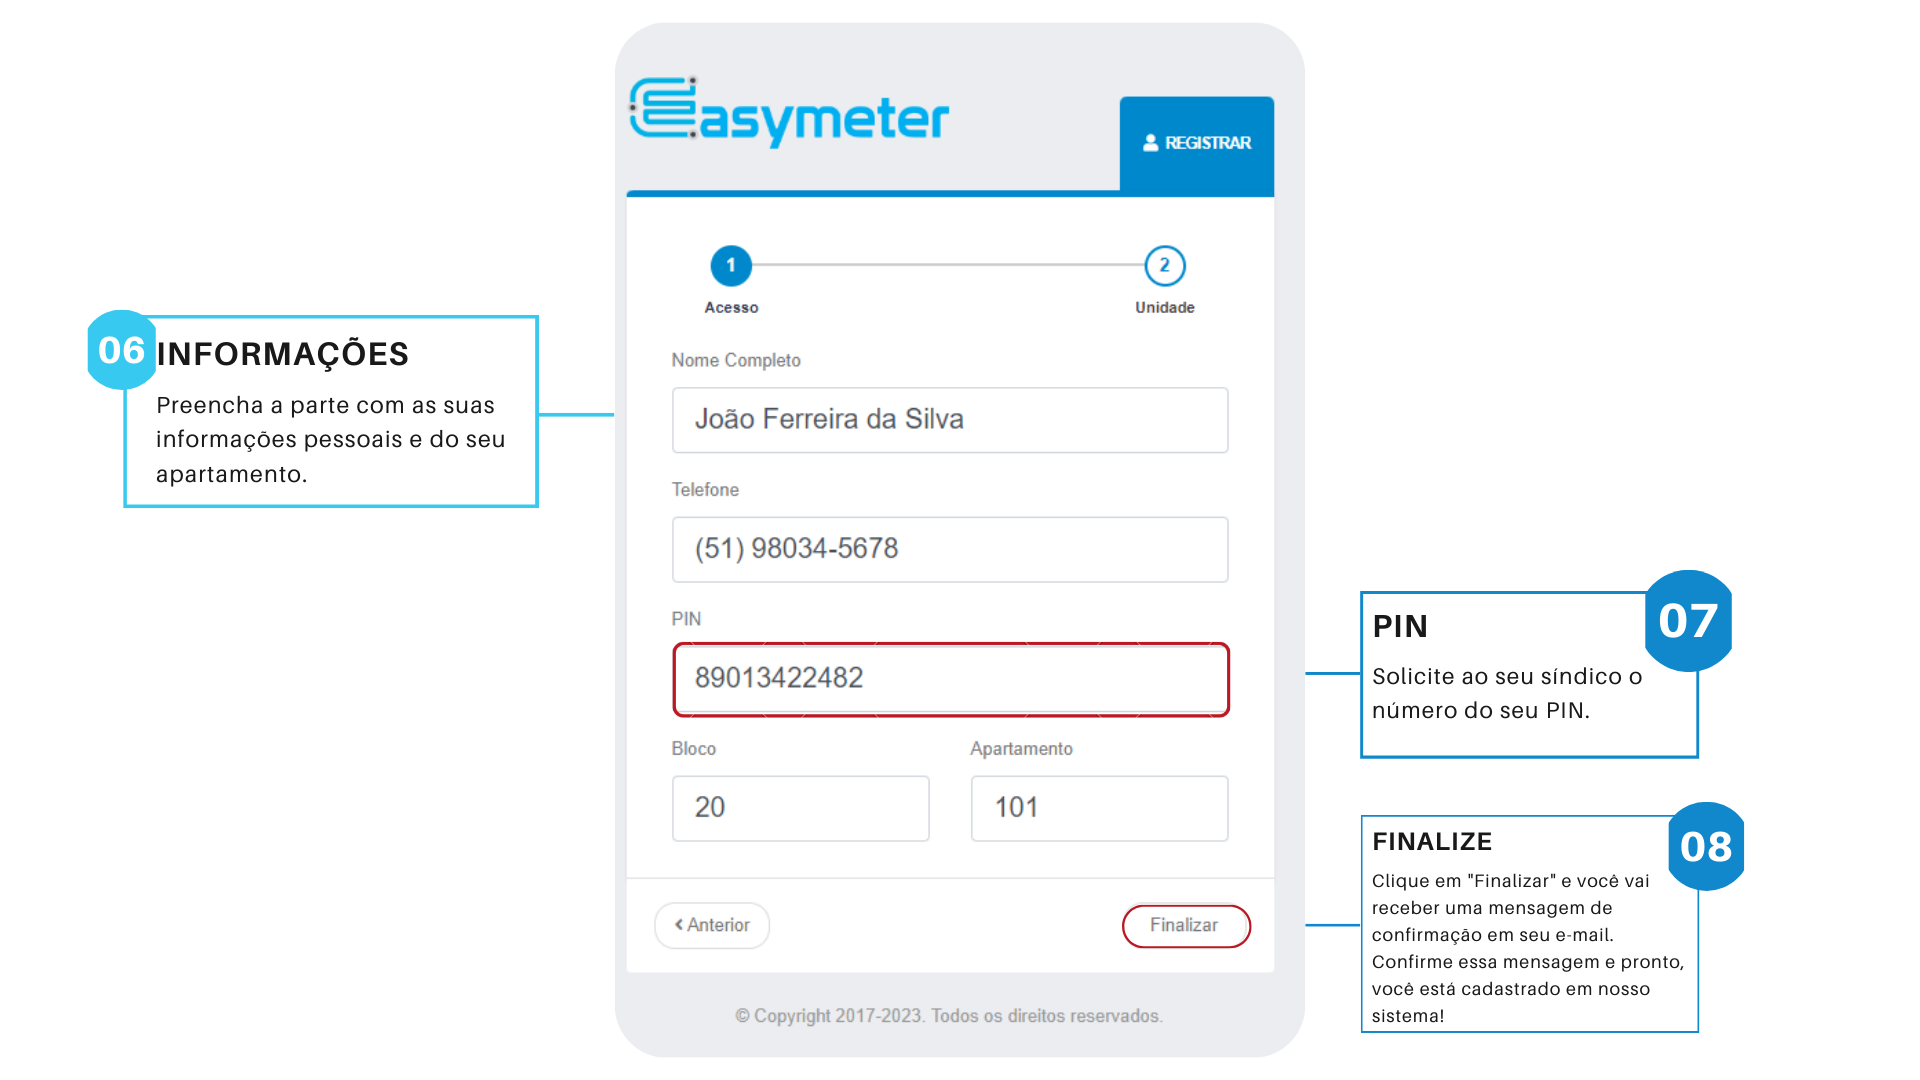 Easymeter
REGISTRAR
1
2
Acesso
Unidade
06
INFORMAÇÕES
Preencha a parte com as suas
informações pessoais e do seu
apartamento.
Nome Completo
João Ferreira da Silva
Telefone
(51) 98034-5678
PIN
89013422482
Bloco
Apartamento
20
101
Anterior
Finalizar
© Copyright 2017-2023. Todos os direitos reservados.
07
PIN
Solicite ao seu síndico o
número do seu PIN.
08
FINALIZE
Clique em "Finalizar" e você vai
receber uma mensagem de
confirmação em seu e-mail.
Confirme essa mensagem e pronto,
você está cadastrado em nosso
sistema!